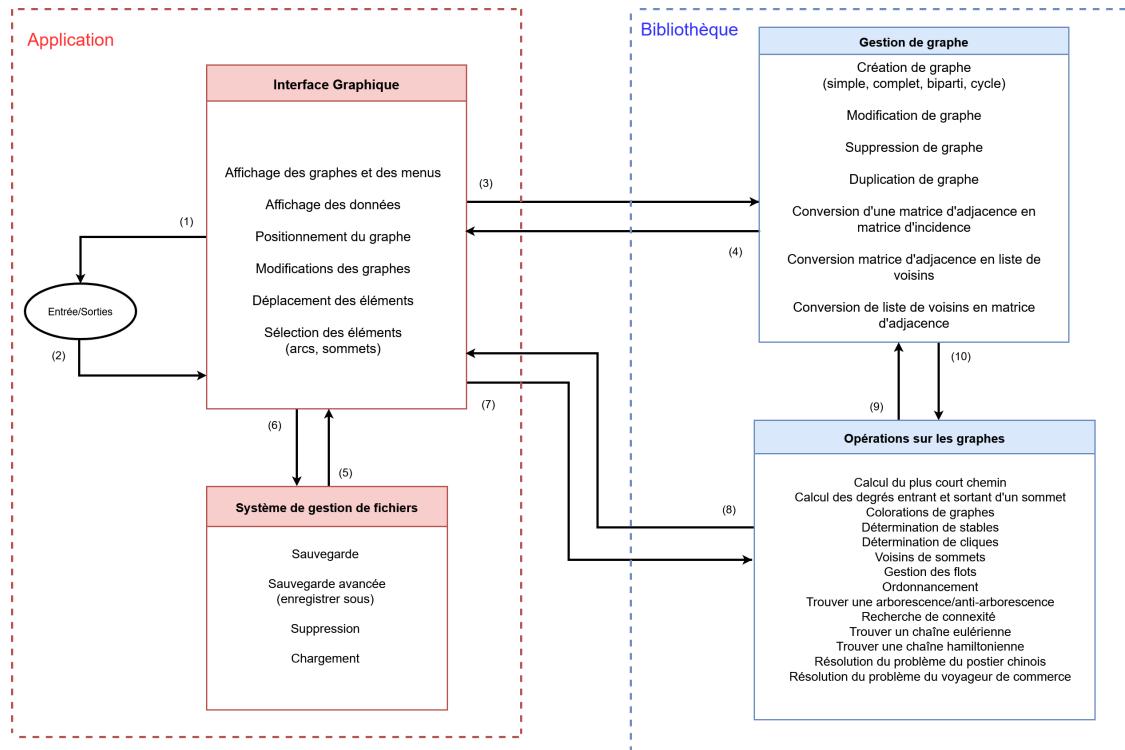 Application
Interface Graphique
Affichage des graphes et des menus
Affichage des données
Positionnement du graphe
Modifications des graphes
Déplacement des éléments
Sélection des éléments
(arcs, sommets)
(1)
Entrée/Sorties
(2)
(3)
(4)
(6)
(5)
(7)
(8)
Système de gestion de fichiers
Sauvegarde
Sauvegarde avancée
(enregistrer sous)
Suppression
Chargement
Bibliothèque
Gestion de graphe
Création de graphe
(simple, complet, biparti, cycle)
Modification de graphe
Suppression de graphe
Duplication de graphe
Conversion d'une matrice d'adjacence en
matrice d'incidence
Conversion matrice d'adjacence en liste de
voisins
Conversion de liste de voisins en matrice
d'adjacence
(9)
(10)
Opérations sur les graphes
Calcul du plus court chemin
Calcul des degrés entrant et sortant d'un sommet
Colorations de graphes
Détermination de stables
Détermination de cliques
Voisins de sommets
Gestion des flots
Ordonnancement
Trouver une arborescence/anti-arborescence
Recherche de connexité
Trouver un chaîne eulérienne
Trouver une chaîne hamiltonienne
Résolution du problème du postier chinois
Résolution du problème du voyageur de commerce